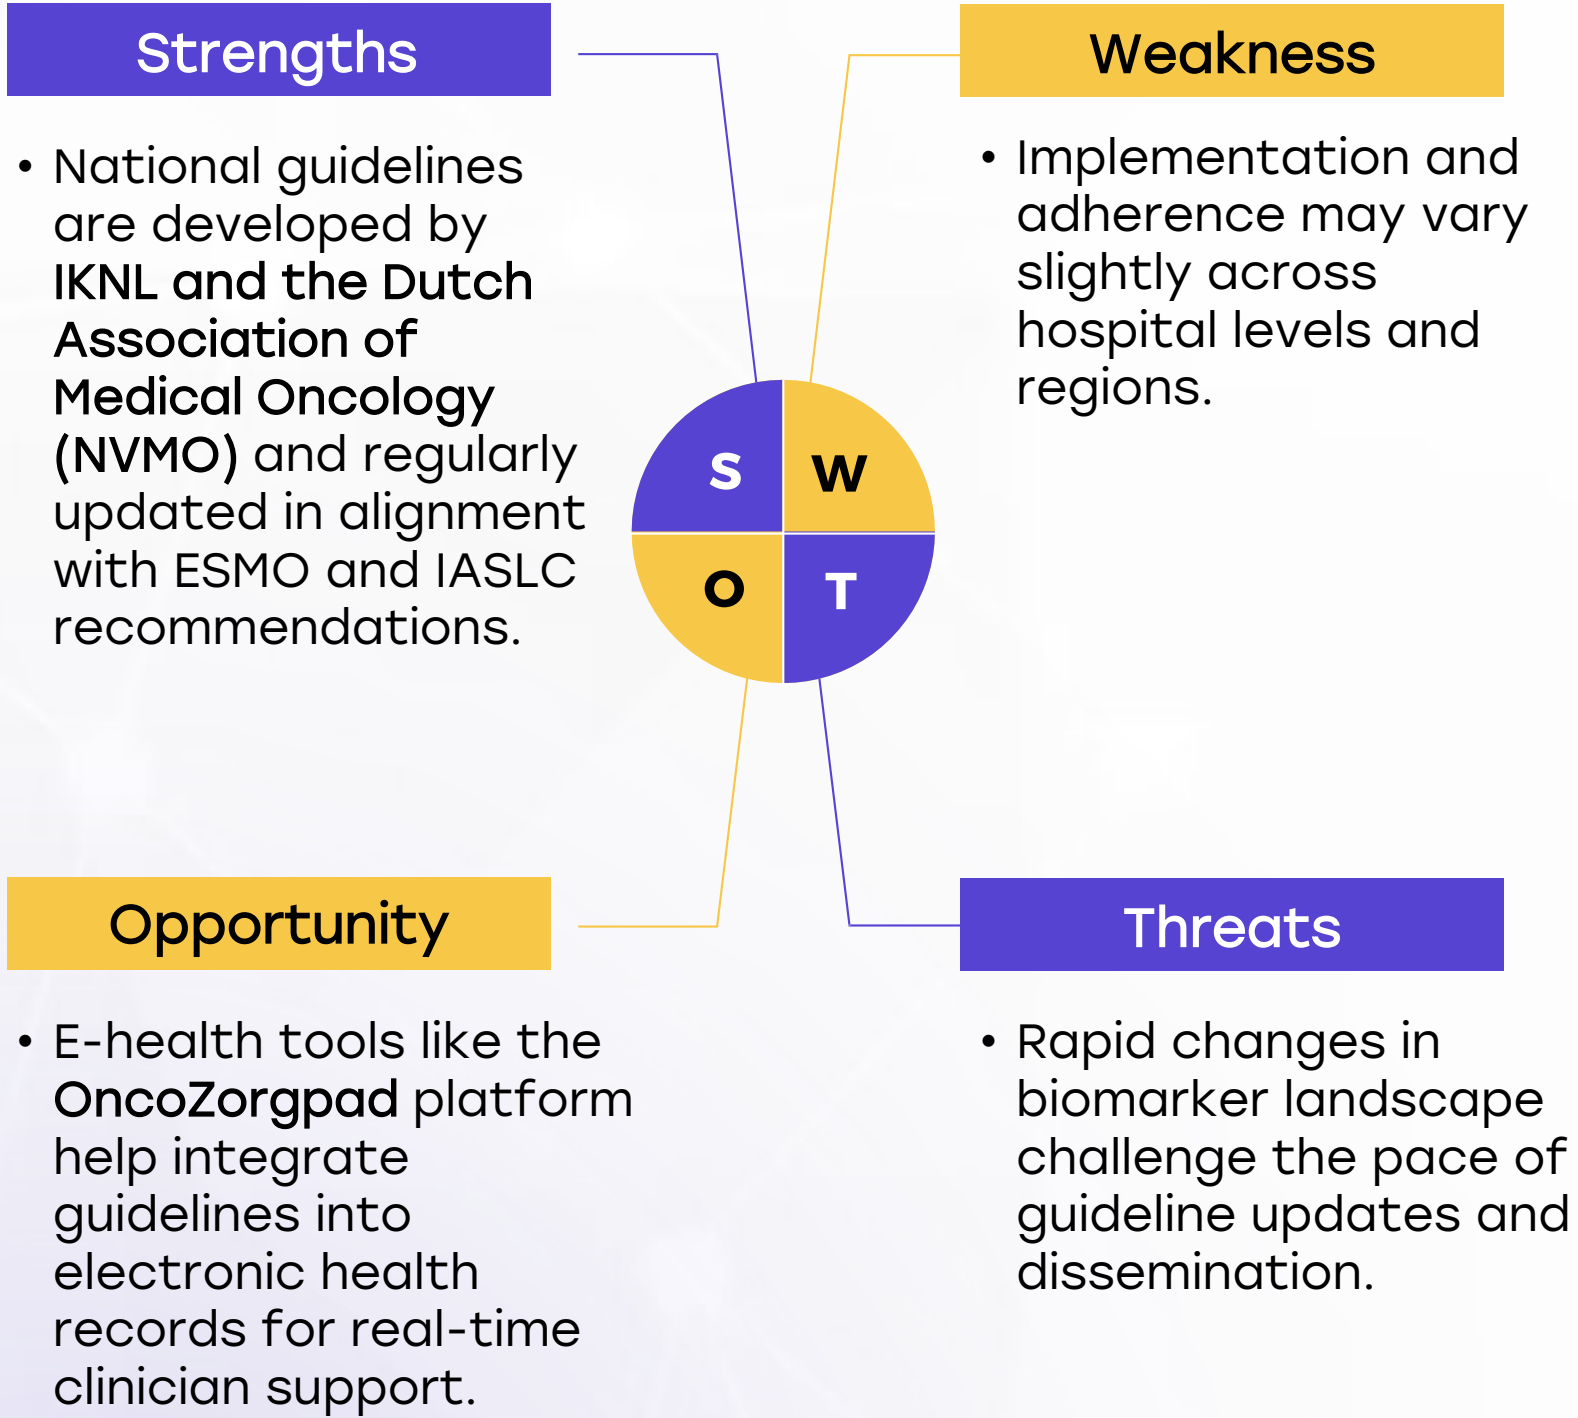 Strengths
• National guidelines
are developed by
IKNL and the Dutch
Association of
Medical Oncology
(NVMO) and regularly
updated in alignment
with ESMO and IASLC
recommendations.
Weakness
• Implementation and
adherence may vary
slightly across
hospital levels and
regions.
S W
O T
Opportunity
• E-health tools like the
OncoZorgpad platform
help integrate
guidelines into
electronic health
records for real-time
clinician support.
Threats
• Rapid changes in
biomarker landscape
challenge the pace of
guideline updates and
dissemination.